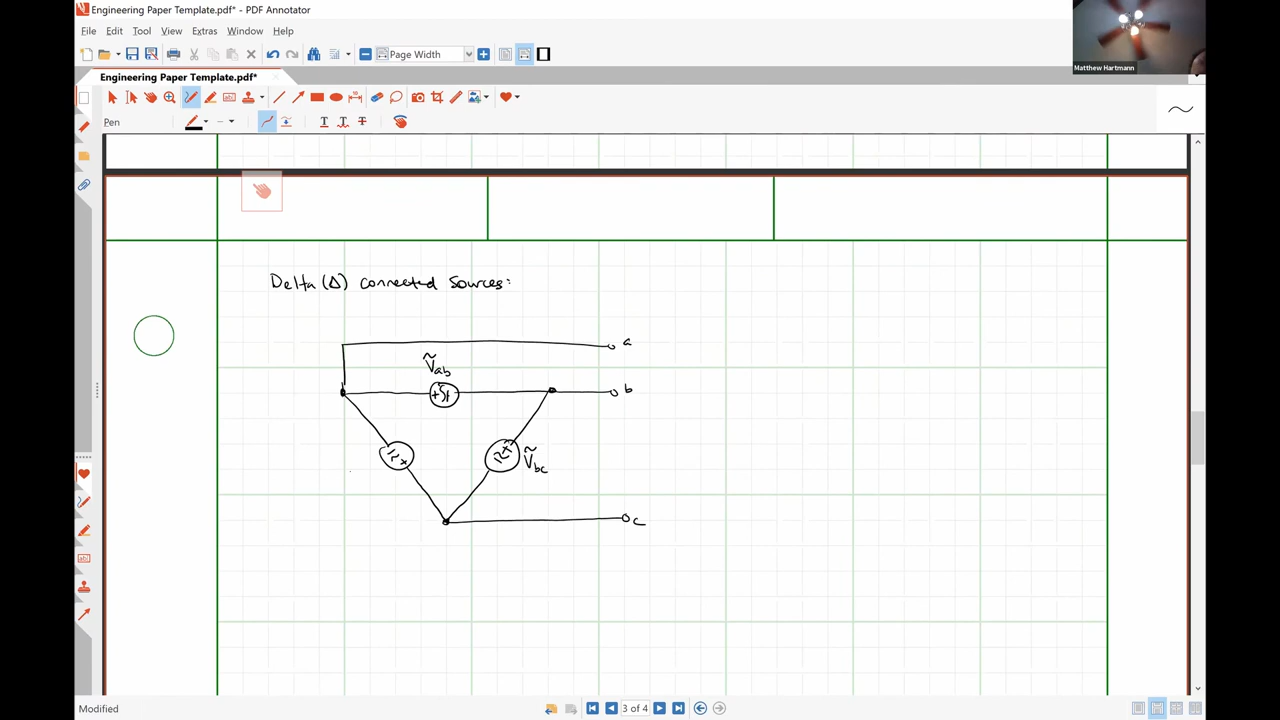 Engineering Paper Template.pdf* - PDF Annotator
File Edit Tool View Extras Window Help
Page Width
Matthew Hartmann
Engineering Paper Template.pdf*
Pen
Delta (Δ) connected sources:
a
Ṽab
b
Ṽbc
c
Modified
3 of 4